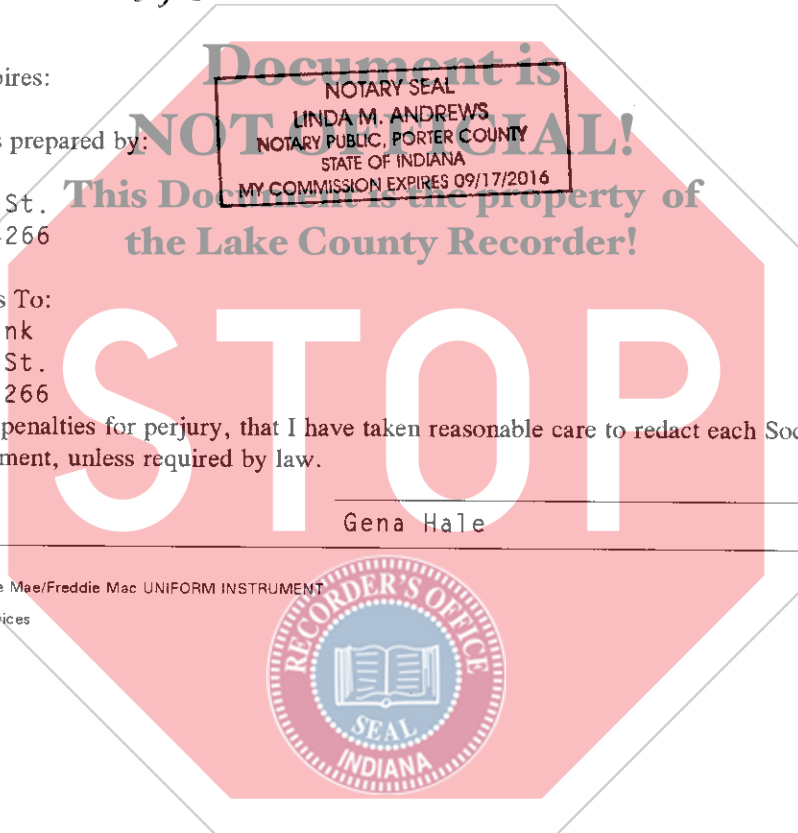 Document is
pires:
NOTARY SEAL
LINDA M. ANDREWS
NOTARY PUBLIC, PORTER COUNTY
STATE OF INDIANA
MY COMMISSION EXPIRES 09/17/2016
NOT OFFICIAL!
s prepared by:
This Document is the property of
St.
the Lake County Recorder!
266
s To:
nk
St.
266
STOP
penalties for perjury, that I have taken reasonable care to redact each Soc
ment, unless required by law.
Gena Hale
e Mae/Freddie Mac UNIFORM INSTRUMENT
ices
RECORDER'S OFFICE
SEAL
INDIANA